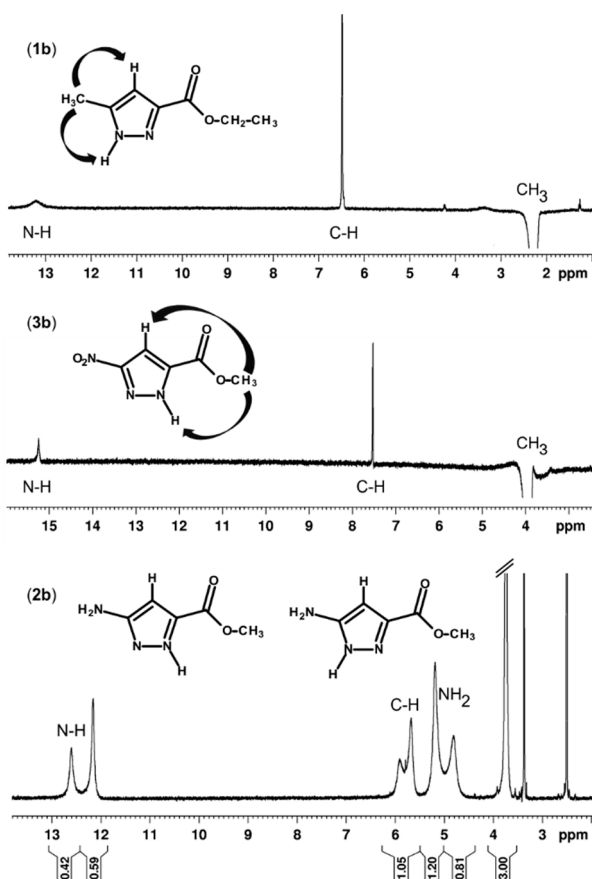 (1b)
H
O
H₃C
O–CH₂–CH₃
N–N
H
N-H
C-H
CH₃
13 12 11 10 9 8 7 6 5 4 3 2 ppm
(3b)
H
O
O₂N
O–CH₃
N–N
H
N-H
C-H
CH₃
15 14 13 12 11 10 9 8 7 6 5 4 ppm
(2b)
H
O
H₂N
O–CH₃
N–N
H
H
O
H₂N
O–CH₃
N–N
H
N-H
C-H
NH₂
13 12 11 10 9 8 7 6 5 4 3 ppm
0.42 0.59 1.05 1.20 0.81 3.00